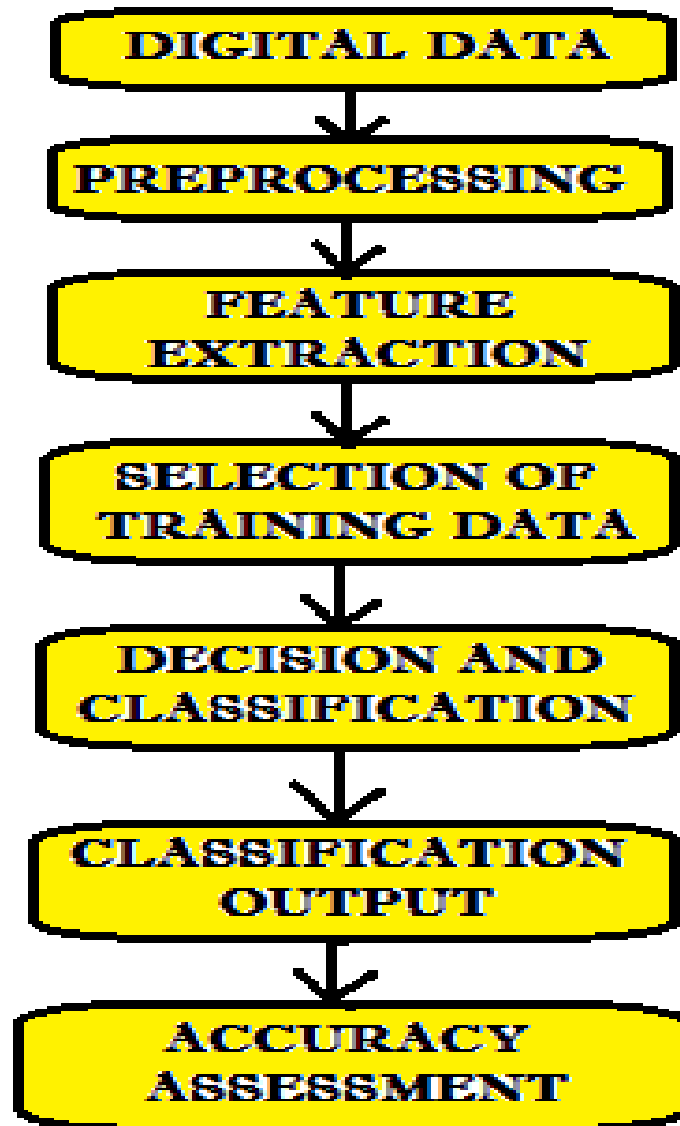 DIGITAL DATA
PREPROCESSING
FEATURE
EXTRACTION
SELECTION OF
TRAINING DATA
DECISION AND
CLASSIFICATION
CLASSIFICATION
OUTPUT
ACCURACY
ASSESSMENT